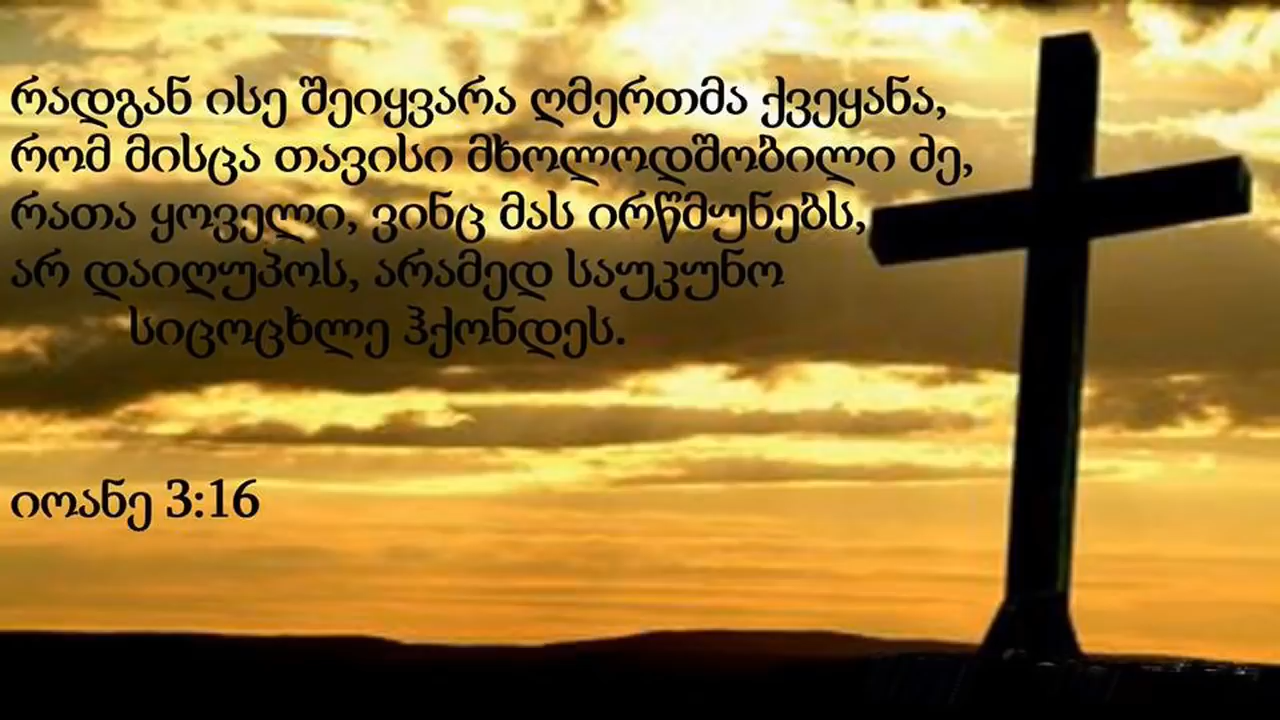 რადგან ისე შეიყვარა ღმერთმა ქვეყანა,
რომ მისცა თავისი მხოლოდშობილი ძე,
რათა ყოველი, ვინც მას ირწმუნებს,
არ დაიღუპოს, არამედ საუკუნო
სიცოცხლე ჰქონდეს.
იოანე 3:16